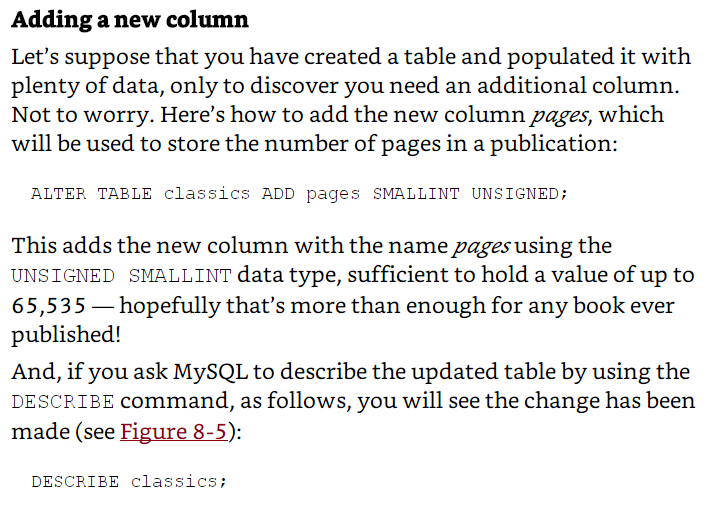 Adding a new column
Let’s suppose that you have created a table and populated it with
plenty of data, only to discover you need an additional column.
Not to worry. Here’s how to add the new column pages, which
will be used to store the number of pages in a publication:
ALTER TABLE classics ADD pages SMALLINT UNSIGNED;
This adds the new column with the name pages using the
UNSIGNED SMALLINT data type, sufficient to hold a value of up to
65,535 — hopefully that’s more than enough for any book ever
published!
And, if you ask MySQL to describe the updated table by using the
DESCRIBE command, as follows, you will see the change has been
made (see Figure 8-5):
DESCRIBE classics;